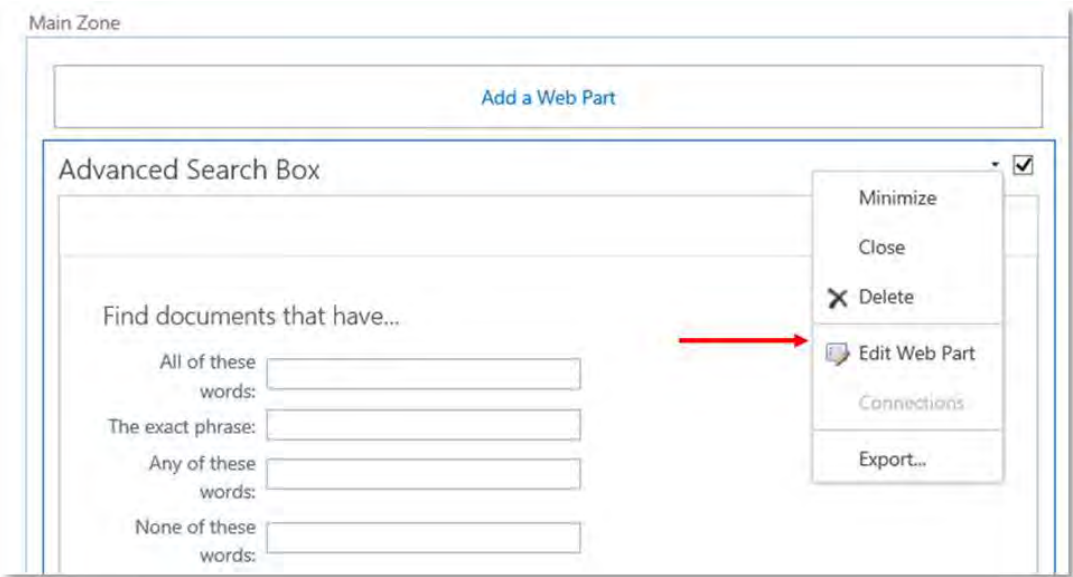 Main Zone
Add a Web Part
Advanced Search Box
Minimize
Close
Delete
Edit Web Part
Connections
Export...
Find documents that have...
All of these
words:
The exact phrase:
Any of these
words:
None of these
words: